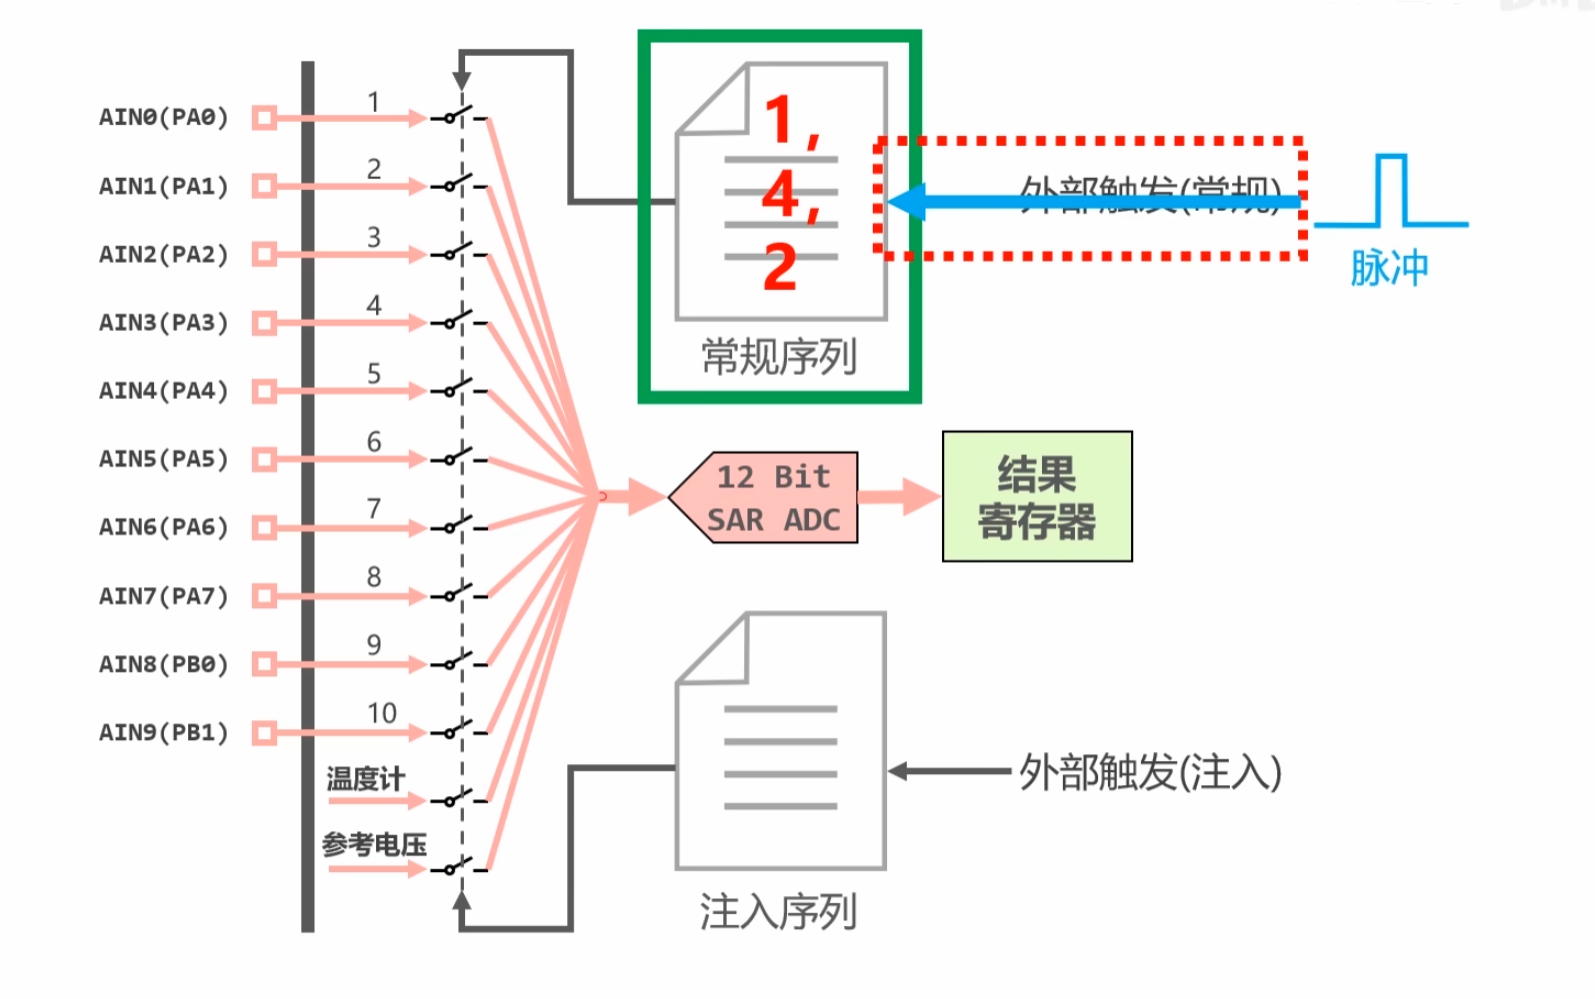 AIN0(PA0)
1
AIN1(PA1)
2
AIN2(PA2)
3
AIN3(PA3)
4
AIN4(PA4)
5
AIN5(PA5)
6
AIN6(PA6)
7
AIN7(PA7)
8
AIN8(PB0)
9
AIN9(PB1)
10
温度计
参考电压
1,
4,
2
常规序列
外部触发(常规)
脉冲
12 Bit
SAR ADC
结果
寄存器
外部触发(注入)
注入序列